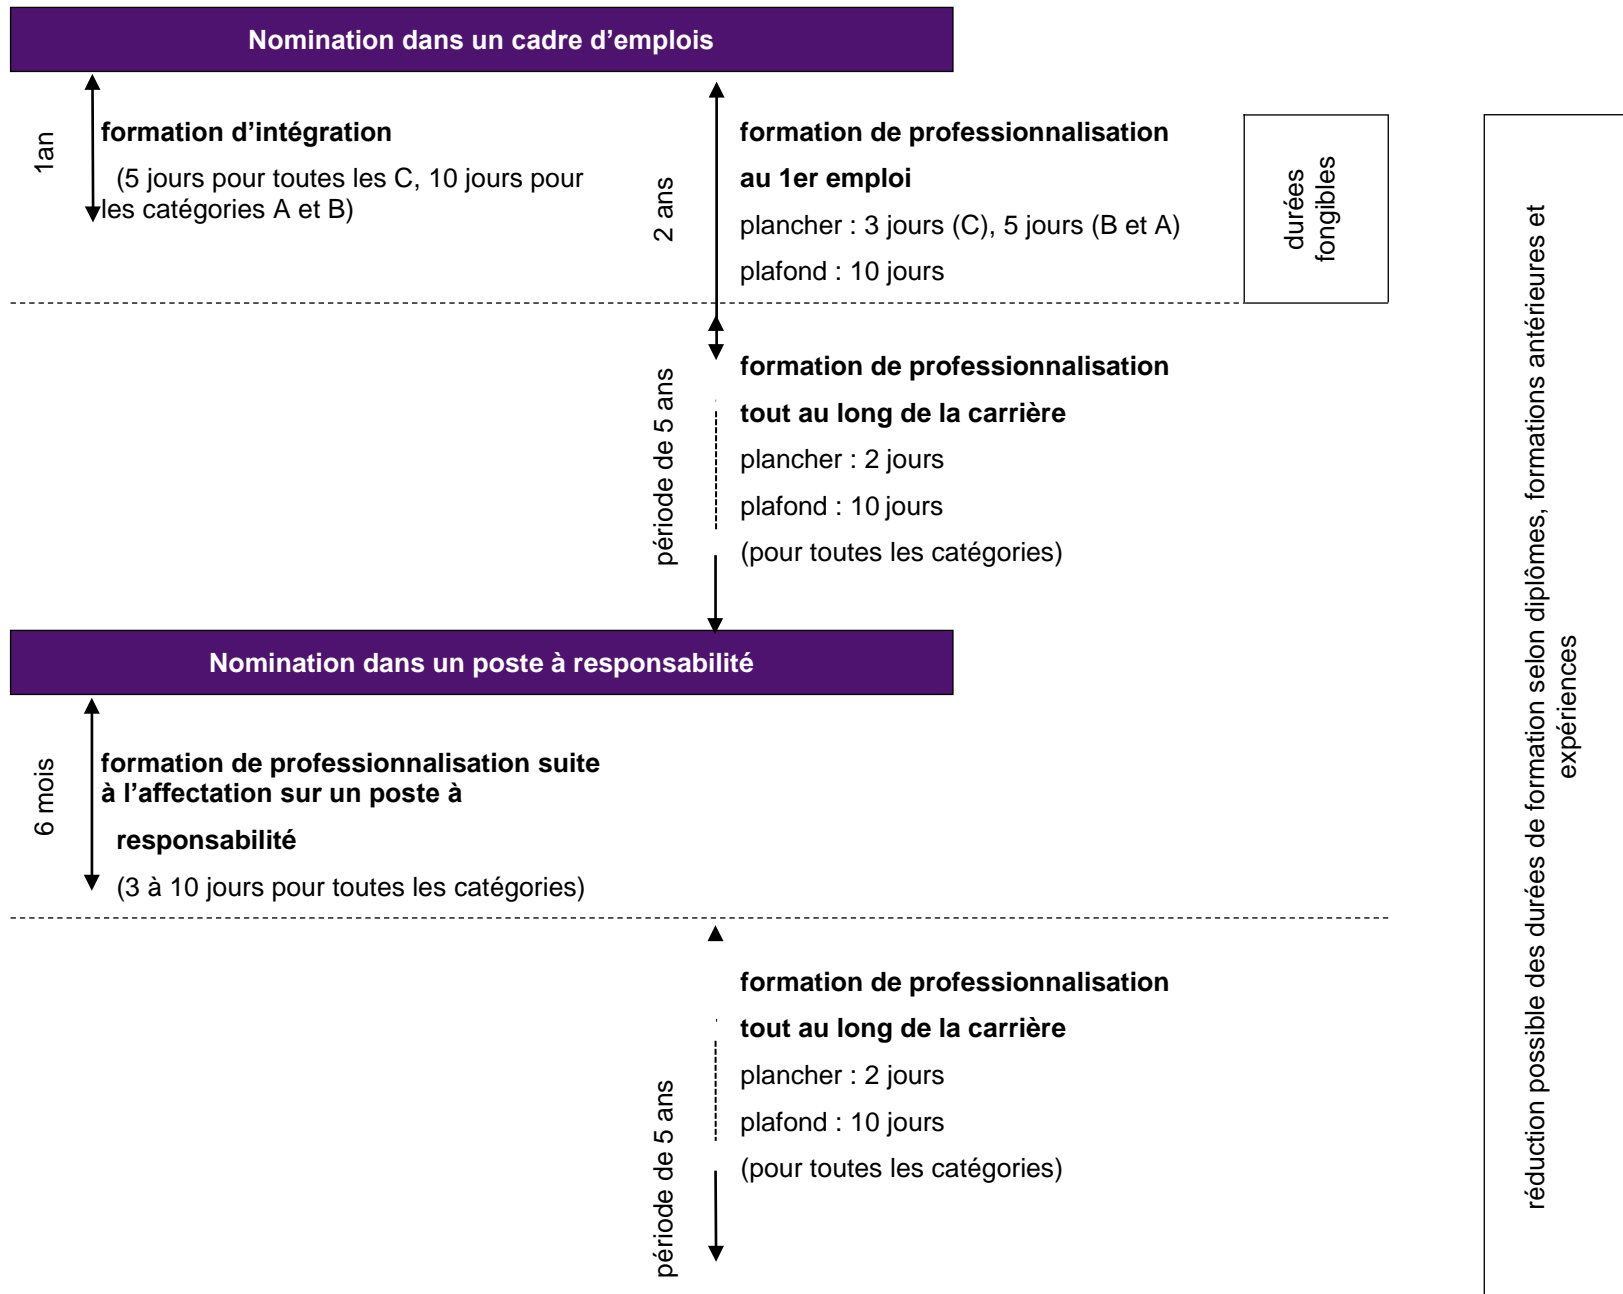 Nomination dans un cadre d’emplois
1an
formation d’intégration
(5 jours pour toutes les C, 10 jours pour
les catégories A et B)
2 ans
formation de professionnalisation
au 1er emploi
plancher : 3 jours (C), 5 jours (B et A)
plafond : 10 jours
durées
fongibles
réduction possible des durées de formation selon diplômes, formations antérieures et
expériences
période de 5 ans
formation de professionnalisation
tout au long de la carrière
plancher : 2 jours
plafond : 10 jours
(pour toutes les catégories)
Nomination dans un poste à responsabilité
6 mois
formation de professionnalisation suite
à l’affectation sur un poste à
responsabilité
(3 à 10 jours pour toutes les catégories)
période de 5 ans
formation de professionnalisation
tout au long de la carrière
plancher : 2 jours
plafond : 10 jours
(pour toutes les catégories)